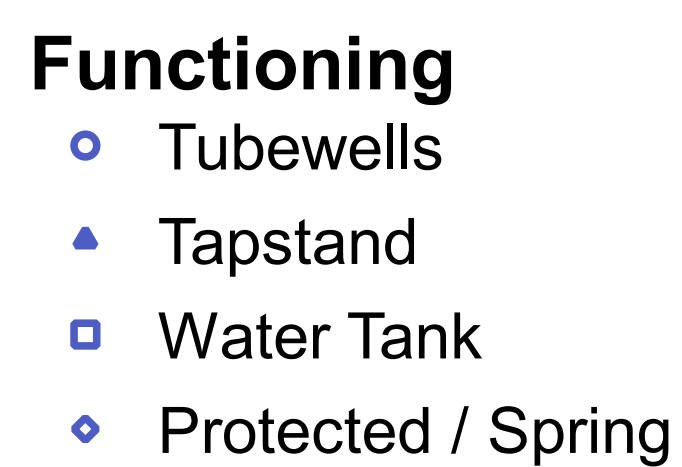 Functioning
Tubewells
Tapstand
Water Tank
Protected / Spring